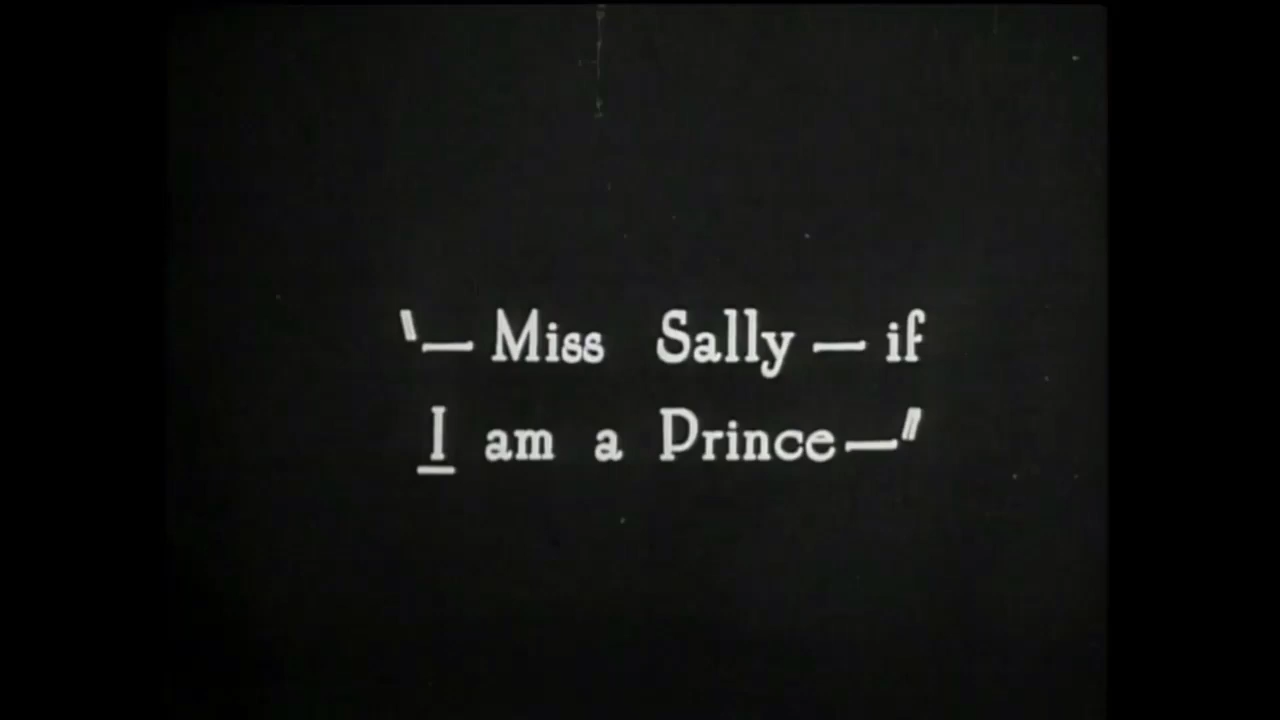 "— Miss Sally — if
I am a Prince —"